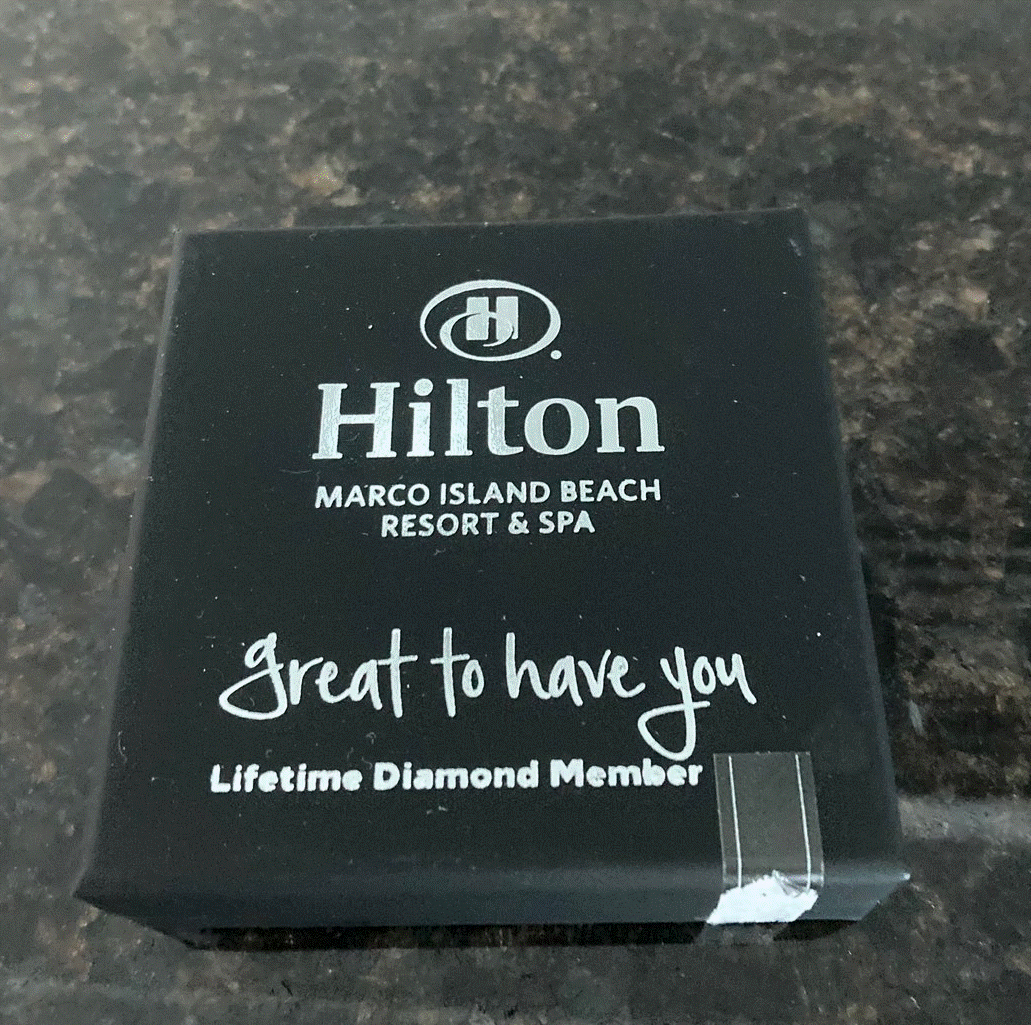 H
Hilton
MARCO ISLAND BEACH
RESORT & SPA
great to have you
Lifetime Diamond Member